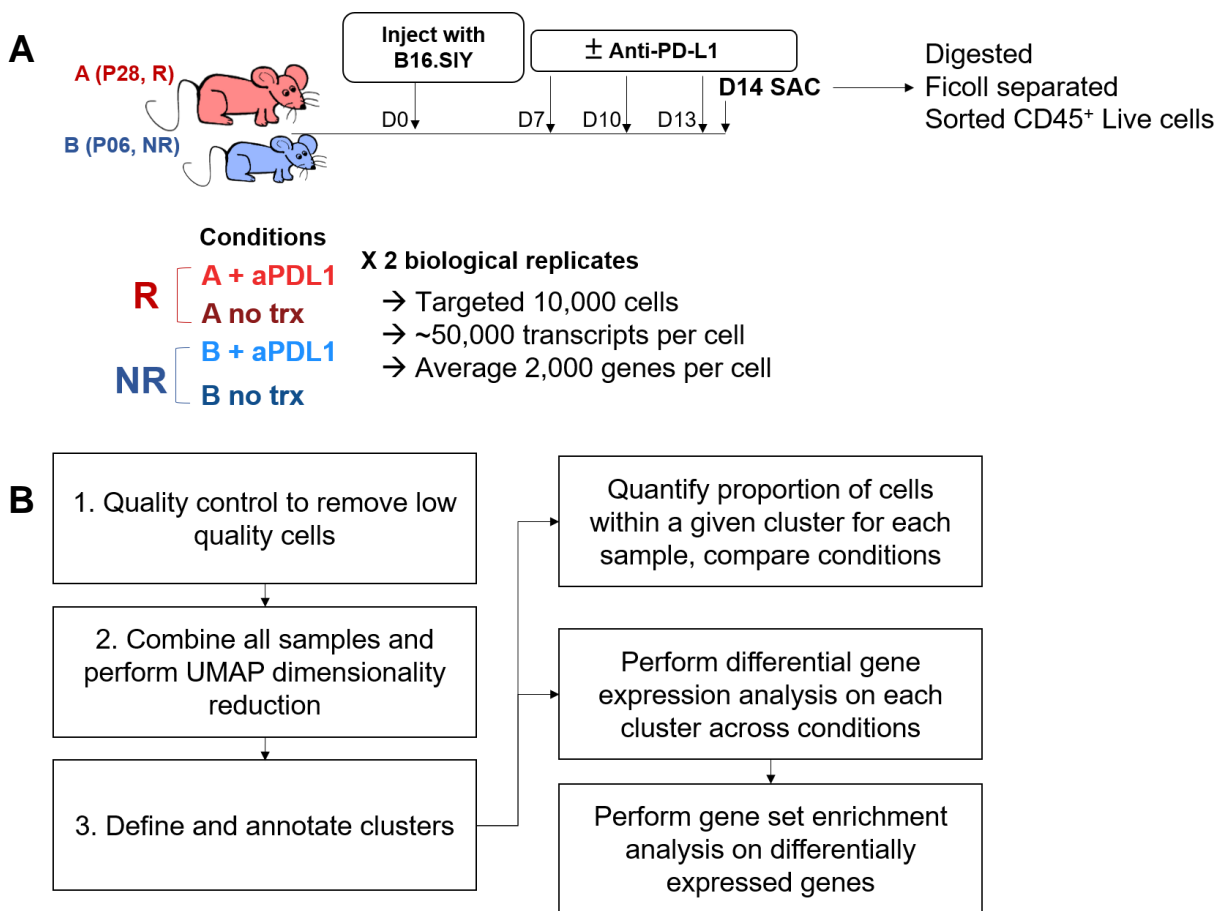 A
A (P28, R)
B (P06, NR)
Inject with
B16.SIY
± Anti-PD-L1
D0
D7
D10
D13
D14 SAC
Digested
Ficoll separated
Sorted CD45⁺ Live cells
Conditions
R
A + aPDL1
A no trx
NR
B + aPDL1
B no trx
X 2 biological replicates
→ Targeted 10,000 cells
→ ~50,000 transcripts per cell
→ Average 2,000 genes per cell
B
1. Quality control to remove low
quality cells
2. Combine all samples and
perform UMAP dimensionality
reduction
3. Define and annotate clusters
Quantify proportion of cells
within a given cluster for each
sample, compare conditions
Perform differential gene
expression analysis on each
cluster across conditions
Perform gene set enrichment
analysis on differentially
expressed genes